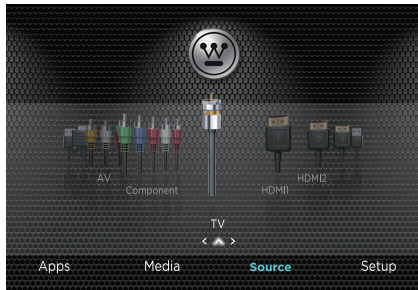 AV
Component
HDMI1
HDMI2
TV
Apps Media Source Setup